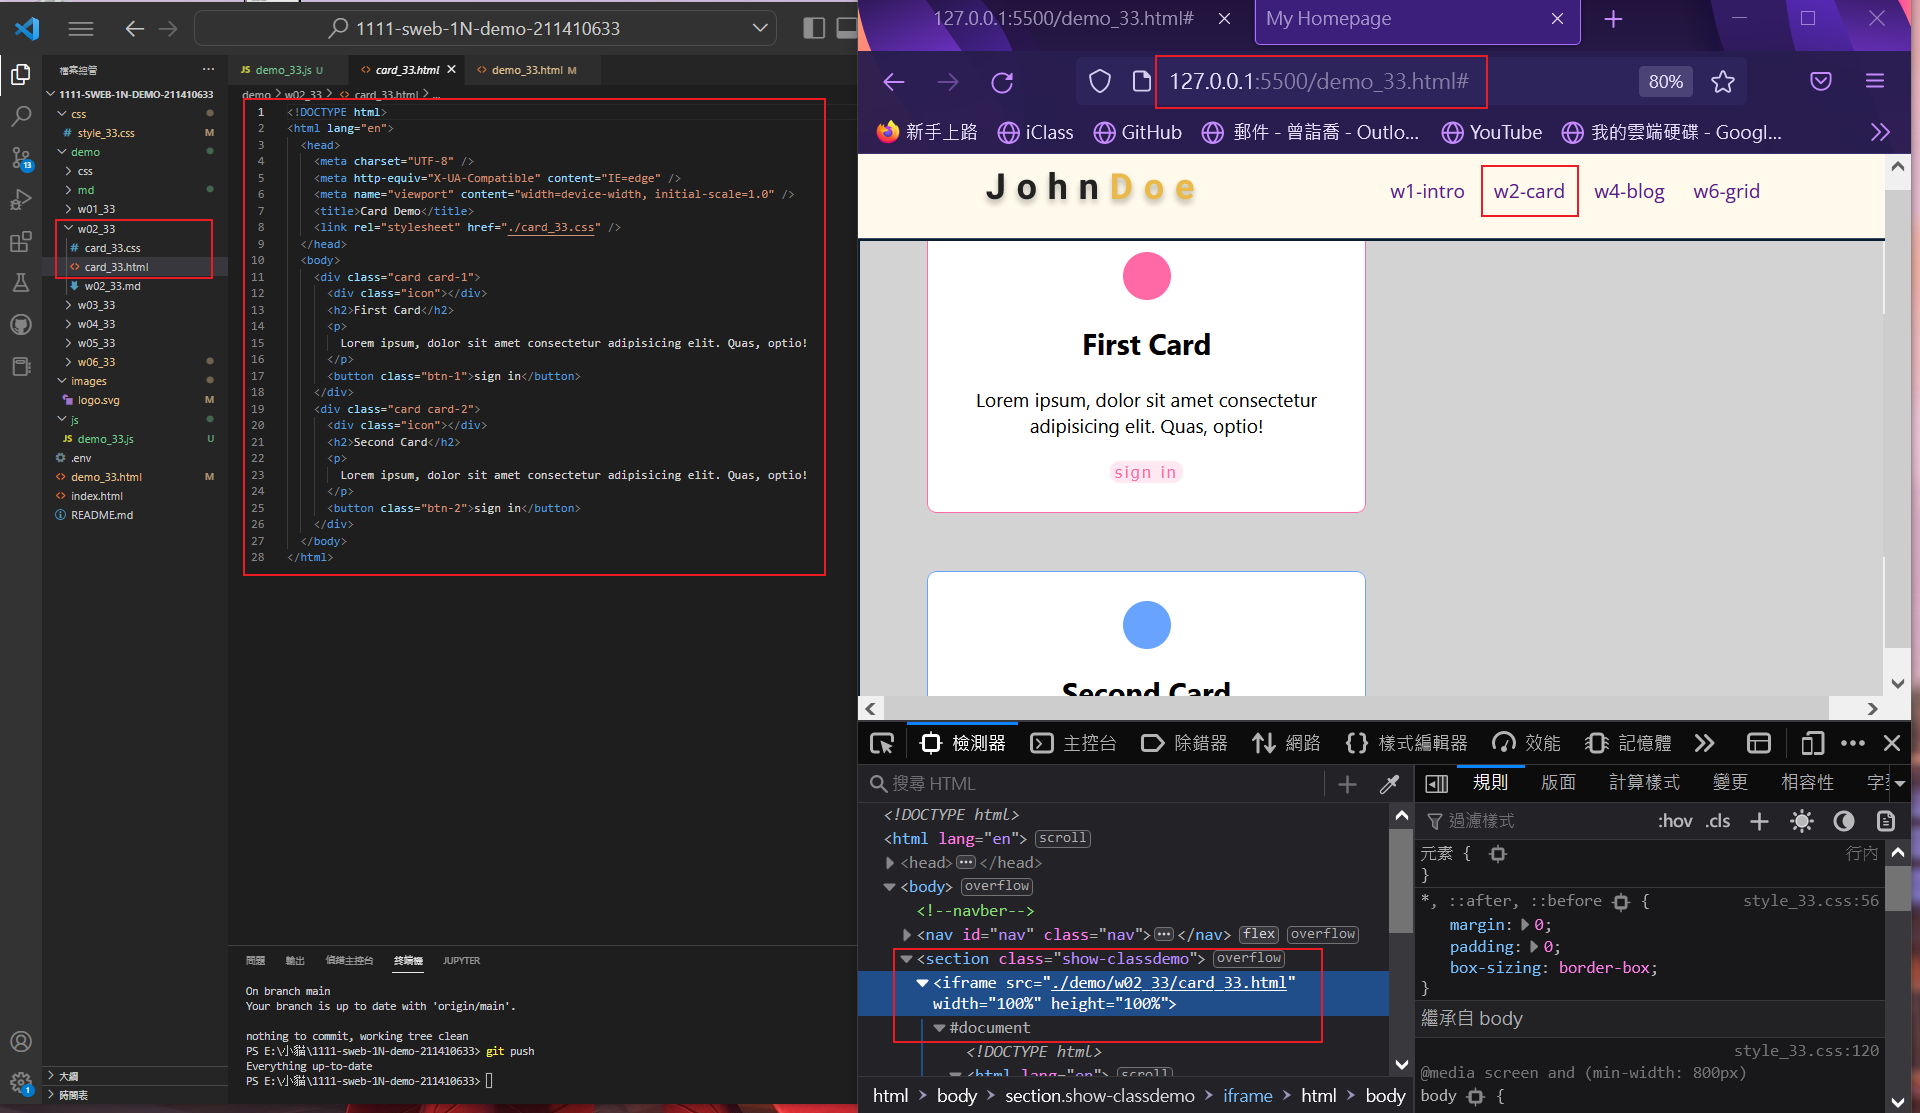 1111-sweb-1N-demo-211410633
檔案總管
1111-SWEB-1N-DEMO-211410633
css
# style_33.css M
demo
css
md
w01_33
w02_33
# card_33.css
<> card_33.html
w02_33.md
w03_33
w04_33
w05_33
w06_33
images
logo.svg M
js
JS demo_33.js U
.env
<> demo_33.html M
<> index.html
README.md
大綱
時間表
13
1
JS demo_33.js U
<> card_33.html
<> demo_33.html M
demo > w02_33 > <> card_33.html > ...
1 <!DOCTYPE html>
2 <html lang="en">
3 <head>
4 <meta charset="UTF-8" />
5 <meta http-equiv="X-UA-Compatible" content="IE=edge" />
6 <meta name="viewport" content="width=device-width, initial-scale=1.0" />
7 <title>Card Demo</title>
8 <link rel="stylesheet" href="./card_33.css" />
9 </head>
10 <body>
11 <div class="card card-1">
12 <div class="icon"></div>
13 <h2>First Card</h2>
14 <p>
15 Lorem ipsum, dolor sit amet consectetur adipisicing elit. Quas, optio!
16 </p>
17 <button class="btn-1">sign in</button>
18 </div>
19 <div class="card card-2">
20 <div class="icon"></div>
21 <h2>Second Card</h2>
22 <p>
23 Lorem ipsum, dolor sit amet consectetur adipisicing elit. Quas, optio!
24 </p>
25 <button class="btn-2">sign in</button>
26 </div>
27 </body>
28 </html>
問題 輸出 偵錯主控台 終端機 JUPYTER
On branch main
Your branch is up to date with 'origin/main'.
nothing to commit, working tree clean
PS E:\小貓\1111-sweb-1N-demo-211410633> git push
Everything up-to-date
PS E:\小貓\1111-sweb-1N-demo-211410633>
127.0.0.1:5500/demo_33.html#
My Homepage
127.0.0.1:5500/demo_33.html#
80%
新手上路 iClass GitHub 郵件 - 曾詣喬 - Outlo... YouTube 我的雲端硬碟 - Googl...
JohnDoe
w1-intro w2-card w4-blog w6-grid
First Card
Lorem ipsum, dolor sit amet consectetur
adipisicing elit. Quas, optio!
sign in
Second Card
檢測器 主控台 除錯器 網路 樣式編輯器 效能 記憶體
搜尋 HTML
<!DOCTYPE html>
<html lang="en"> scroll
<head> </head>
<body> overflow
<!--navber-->
<nav id="nav" class="nav"> </nav> flex overflow
<section class="show-classdemo"> overflow
<iframe src="./demo/w02_33/card_33.html"
width="100%" height="100%">
#document
<!DOCTYPE html>
<html lang="en"> scroll
html > body > section.show-classdemo > iframe > html > body
規則 版面 計算樣式 變更 相容性
過濾樣式
:hov .cls
元素 { 行內
}
*, ::after, ::before { style_33.css:56
margin: 0;
padding: 0;
box-sizing: border-box;
}
繼承自 body
style_33.css:120
@media screen and (min-width: 800px)
body {